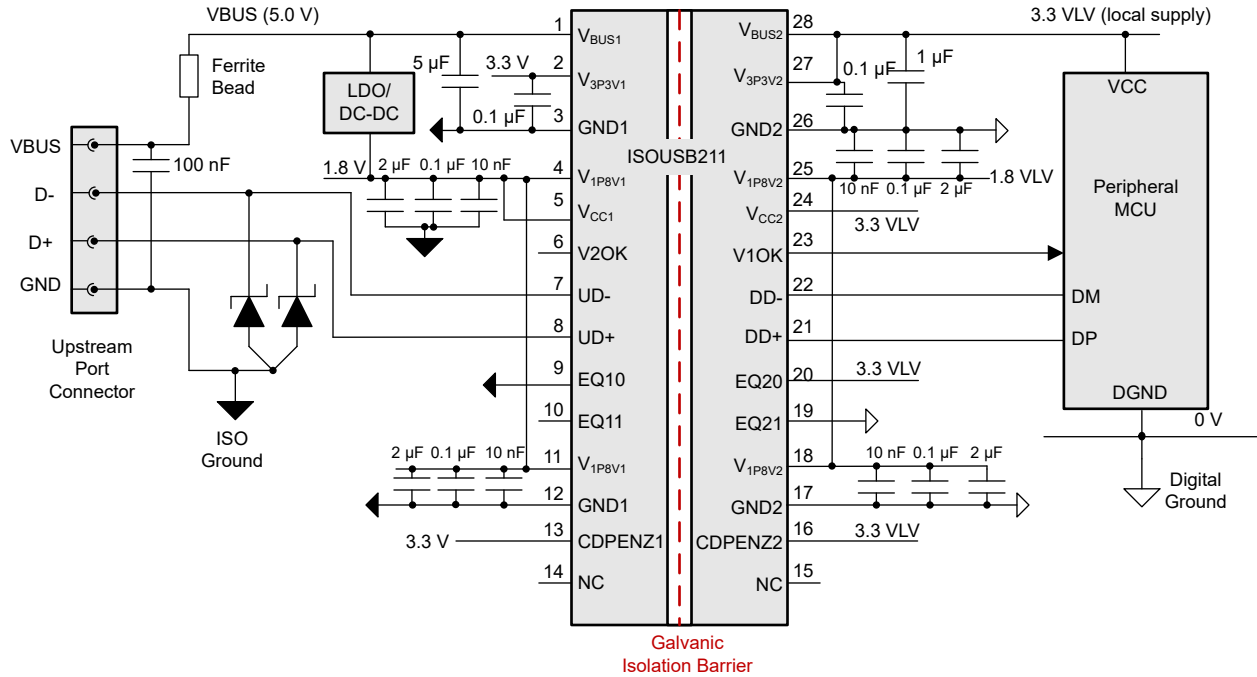 VBUS (5.0 V)
Ferrite
Bead
LDO/
DC-DC
5 µF
3.3 V
0.1 µF
100 nF
VBUS
D-
D+
GND
Upstream
Port
Connector
ISO
Ground
1.8 V
2 µF 0.1 µF 10 nF
2 µF 0.1 µF 10 nF
3.3 V
1 VBUS1
2 V3P3V1
3 GND1
4 V1P8V1
5 VCC1
6 V2OK
7 UD-
8 UD+
9 EQ10
10 EQ11
11 V1P8V1
12 GND1
13 CDPENZ1
14 NC
ISOUSB211
VBUS2 28
V3P3V2 27
GND2 26
V1P8V2 25
VCC2 24
V1OK 23
DD- 22
DD+ 21
EQ20 20
EQ21 19
V1P8V2 18
GND2 17
CDPENZ2 16
NC 15
Galvanic
Isolation Barrier
3.3 VLV (local supply)
0.1 µF
1 µF
10 nF 0.1 µF 2 µF
1.8 VLV
3.3 VLV
3.3 VLV
10 nF 0.1 µF 2 µF
3.3 VLV
VCC
Peripheral
MCU
DM
DP
DGND
0 V
Digital
Ground